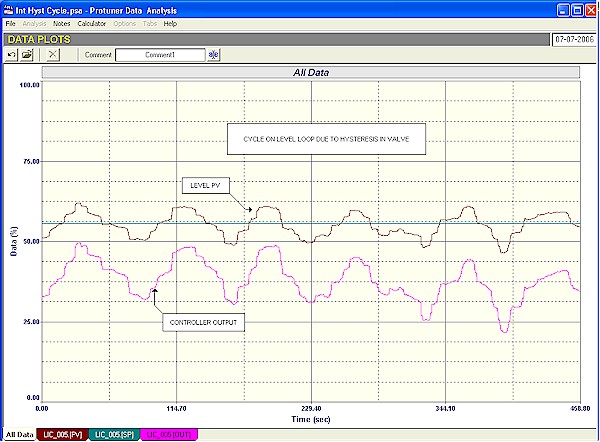 Int Hyst Cycle.psa - Protuner Data Analysis
File Analysis Notes Calculator Options Tabs Help
DATA PLOTS
07-07-2006
Comment Comment1
All Data
100.00
75.00
50.00
25.00
0.00
Data (%)
CYCLE ON LEVEL LOOP DUE TO HYSTERESIS IN VALVE
LEVEL PV
CONTROLLER OUTPUT
0.00 114.70 229.40 344.10 458.80
Time (sec)
All Data LIC_005.[PV] LIC_005.[SP] LIC_005.[OUT]